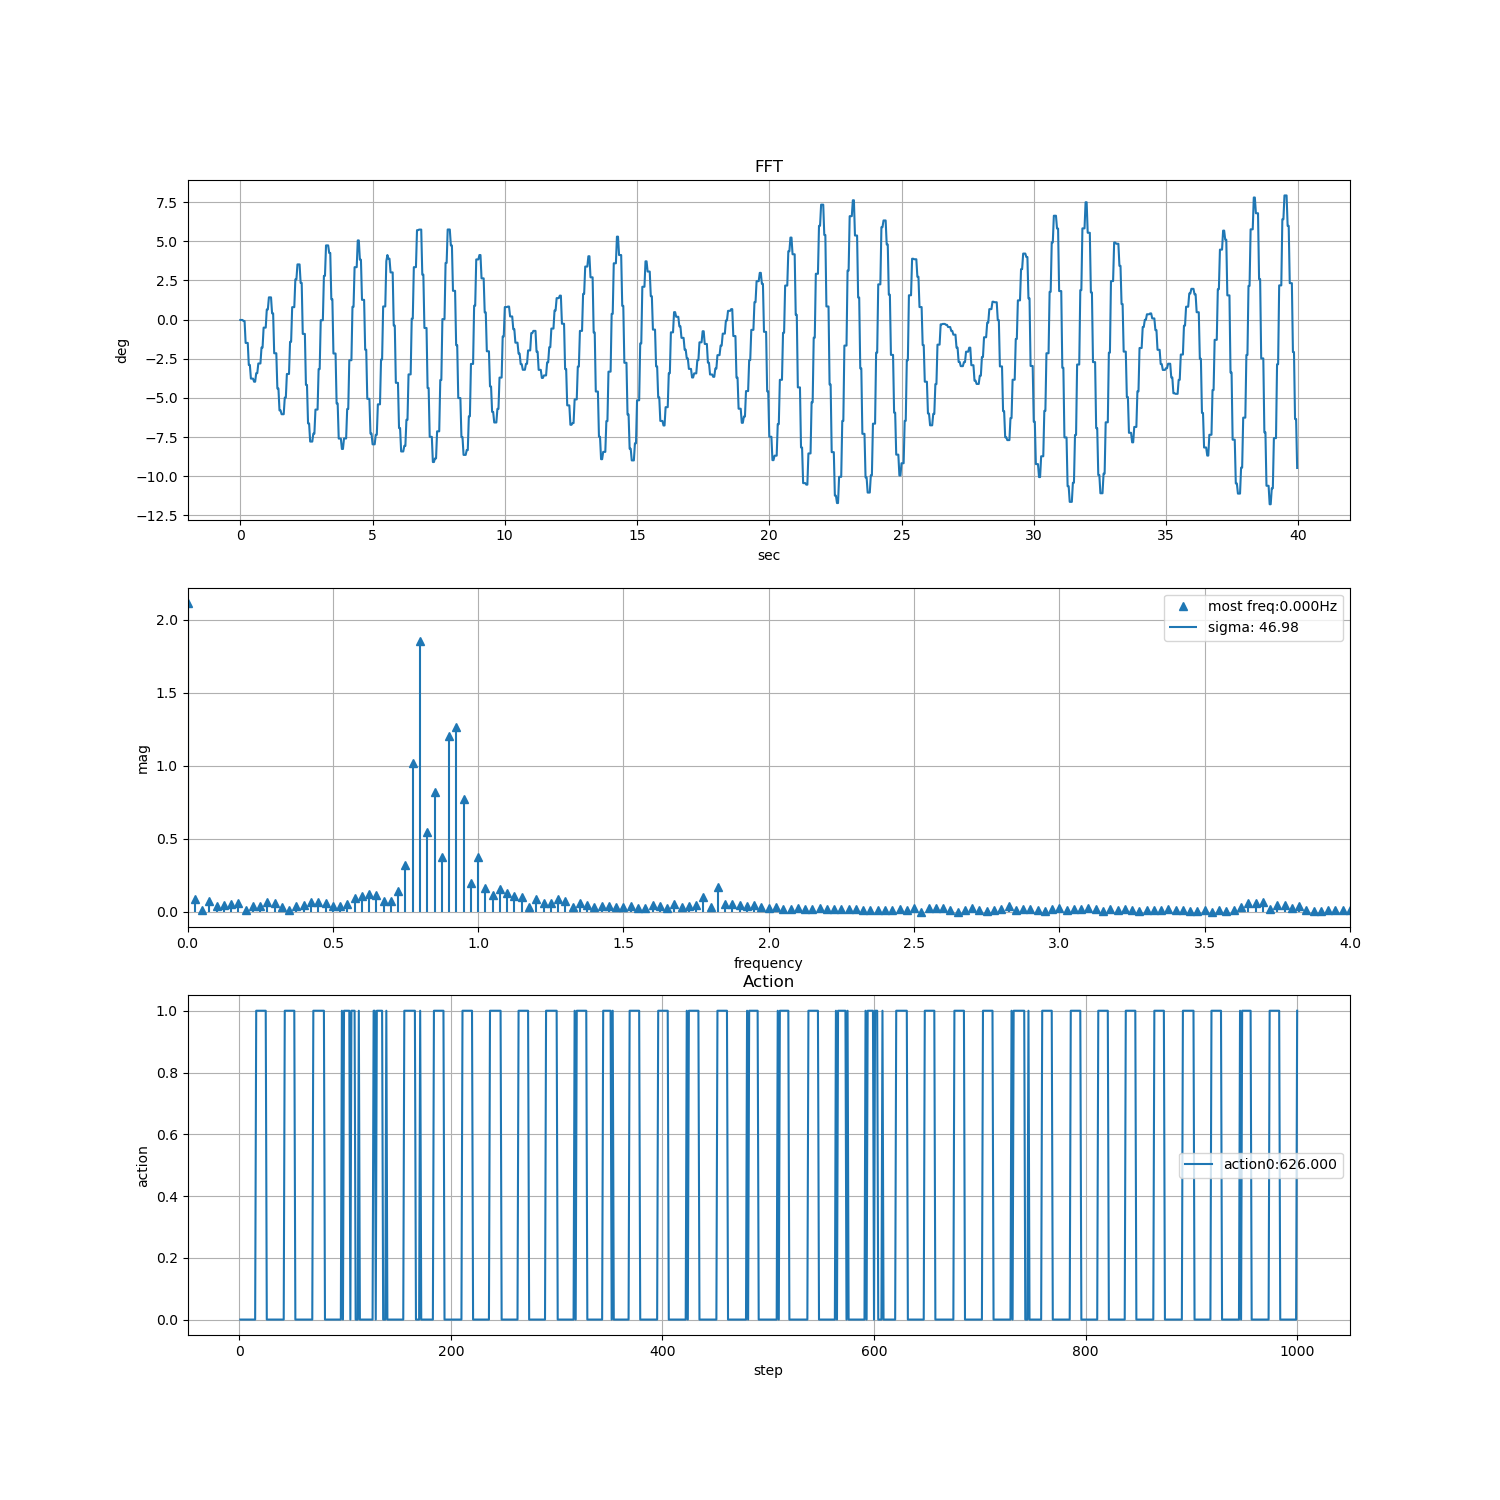 FFT
7.5
5.0
2.5
0.0
−2.5
−5.0
−7.5
−10.0
−12.5
deg
0 5 10 15 20 25 30 35 40
sec
most freq:0.000Hz
sigma: 46.98
2.0
1.5
1.0
0.5
0.0
mag
0.0 0.5 1.0 1.5 2.0 2.5 3.0 3.5 4.0
frequency
Action
1.0
0.8
0.6
0.4
0.2
0.0
action
action0:626.000
0 200 400 600 800 1000
step